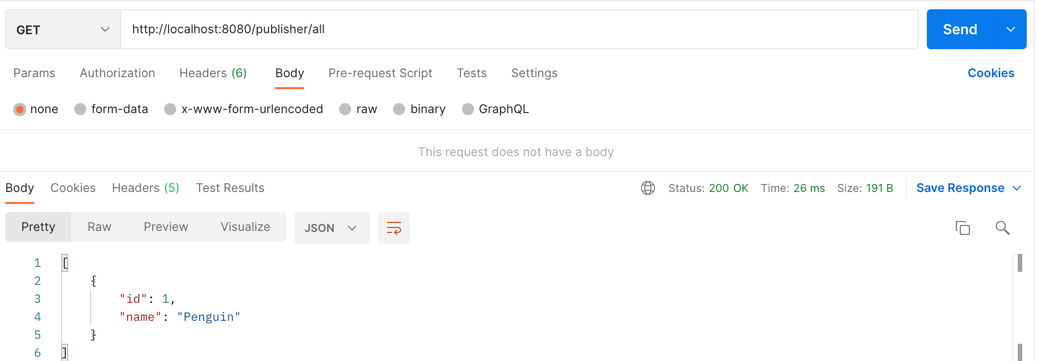 GET http://localhost:8080/publisher/all Send
Params Authorization Headers (6) Body Pre-request Script Tests Settings Cookies
none form-data x-www-form-urlencoded raw binary GraphQL
This request does not have a body
Body Cookies Headers (5) Test Results Status: 200 OK Time: 26 ms Size: 191 B Save Response
Pretty Raw Preview Visualize JSON
1 [
2 {
3 "id": 1,
4 "name": "Penguin"
5 }
6 ]